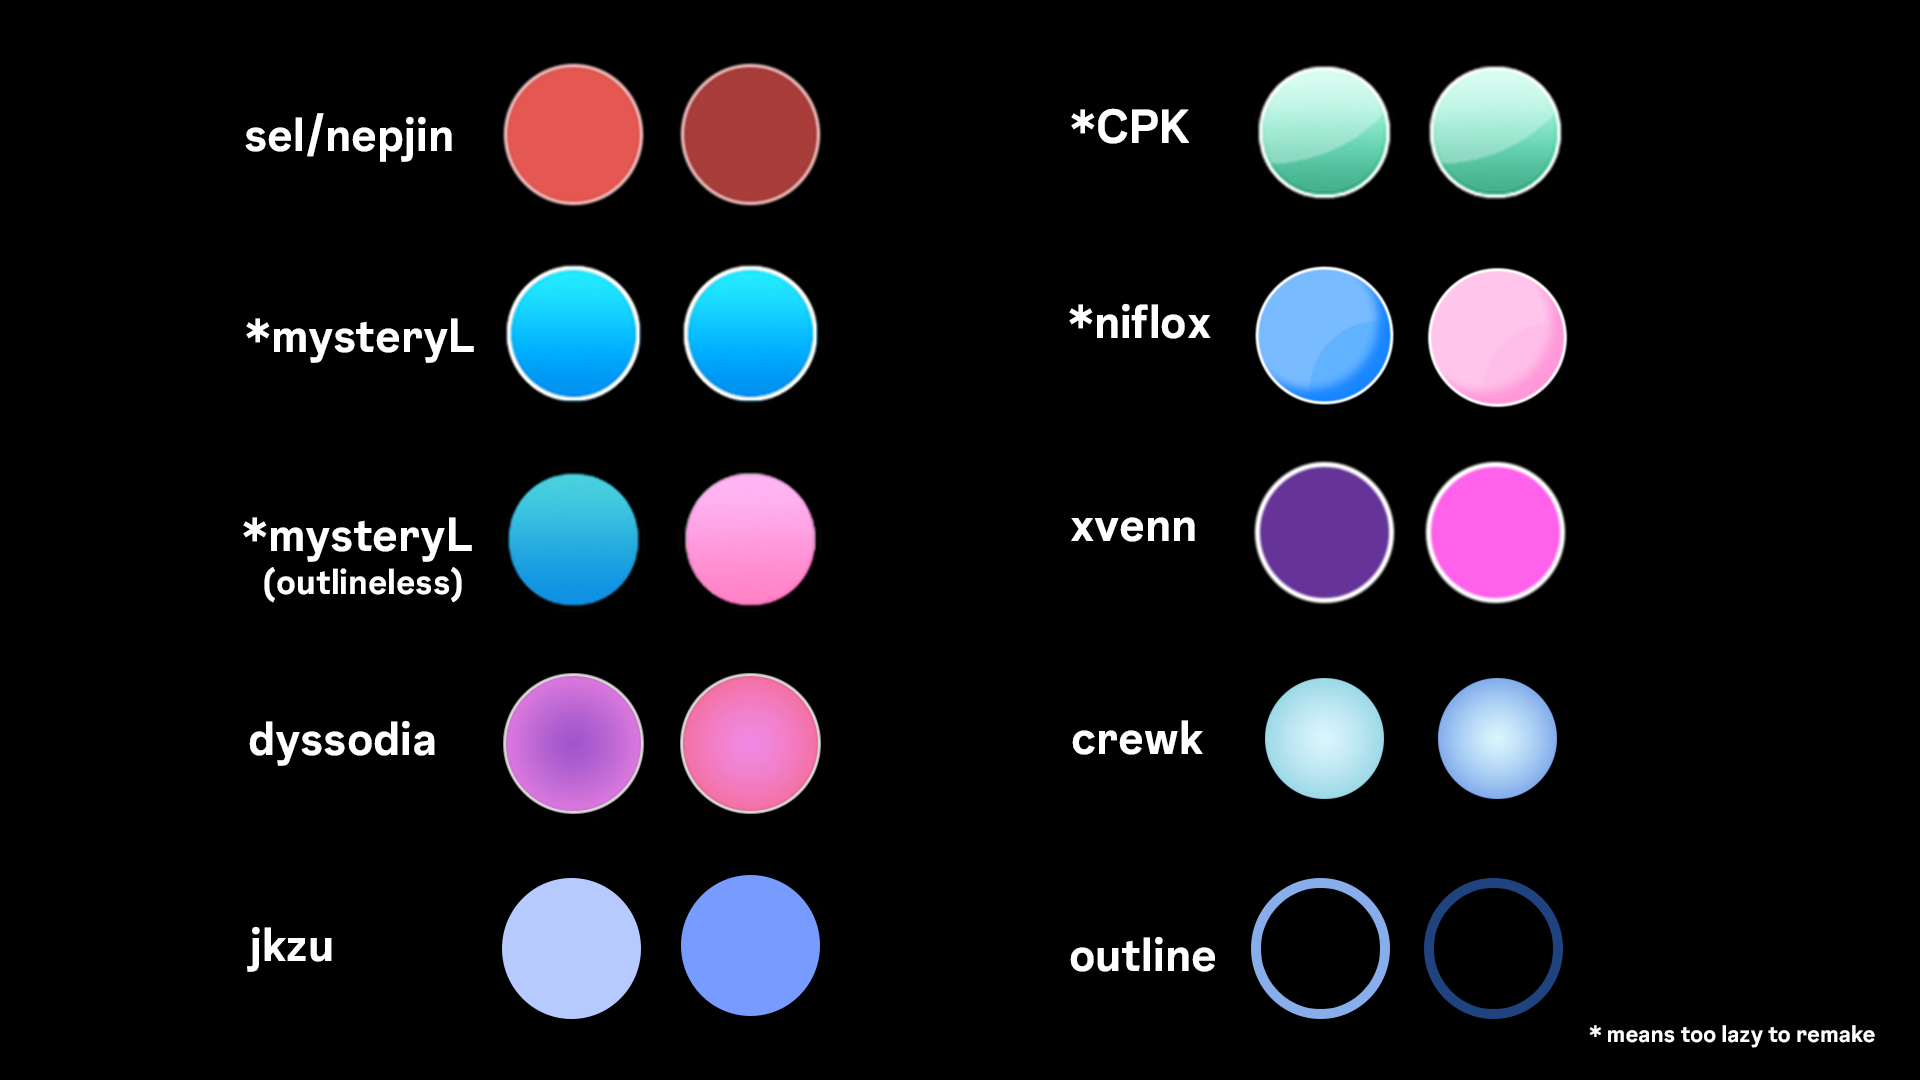 sel/nepjin
*mysteryL
*mysteryL
(outlineless)
dyssodia
jkzu
*CPK
*niflox
xvenn
crewk
outline
* means too lazy to remake